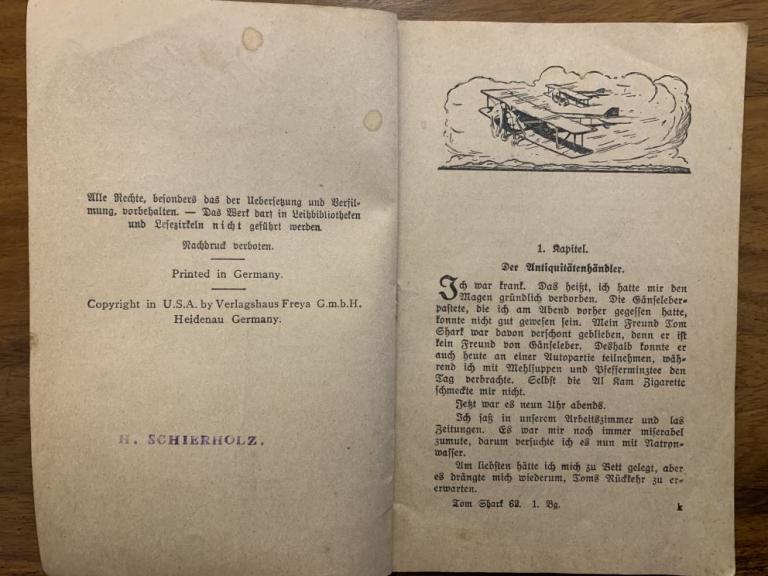 Alle Rechte, besonders das der Uebersetzung und Verfil-
mung, vorbehalten. — Das Werk darf in Leihbibliotheken
und Lesezirkeln nicht geführt werden.
Nachdruck verboten.
Printed in Germany.
Copyright in U.S.A. by Verlagshaus Freya G.m.b.H.
Heidenau Germany.
H. SCHIERHOLZ.
1. Kapitel.
Der Antiquitätenhändler.
Ich war krank. Das heißt, ich hatte mir den
Magen gründlich verdorben. Die Gänseleber-
pastete, die ich am Abend vorher gegessen hatte,
konnte nicht gut gewesen sein. Mein Freund Tom
Shark war davon verschont geblieben, denn er ist
kein Freund von Gänseleber. Deshalb konnte er
auch heute an einer Autopartie teilnehmen, wäh-
rend ich mit Mehlsuppen und Pfefferminztee den
Tag verbrachte. Selbst die Al Kam Zigarette
schmeckte mir nicht.
Jetzt war es neun Uhr abends.
Ich saß in unserem Arbeitszimmer und las
Zeitungen. Es war mir noch immer miserabel
zumute, darum versuchte ich es nun mit Natron-
wasser.
Am liebsten hätte ich mich zu Bett gelegt, aber
es drängte mich wiederum, Toms Rückkehr zu er-
erwarten.
Tom Shark 62. 1. Bg. k